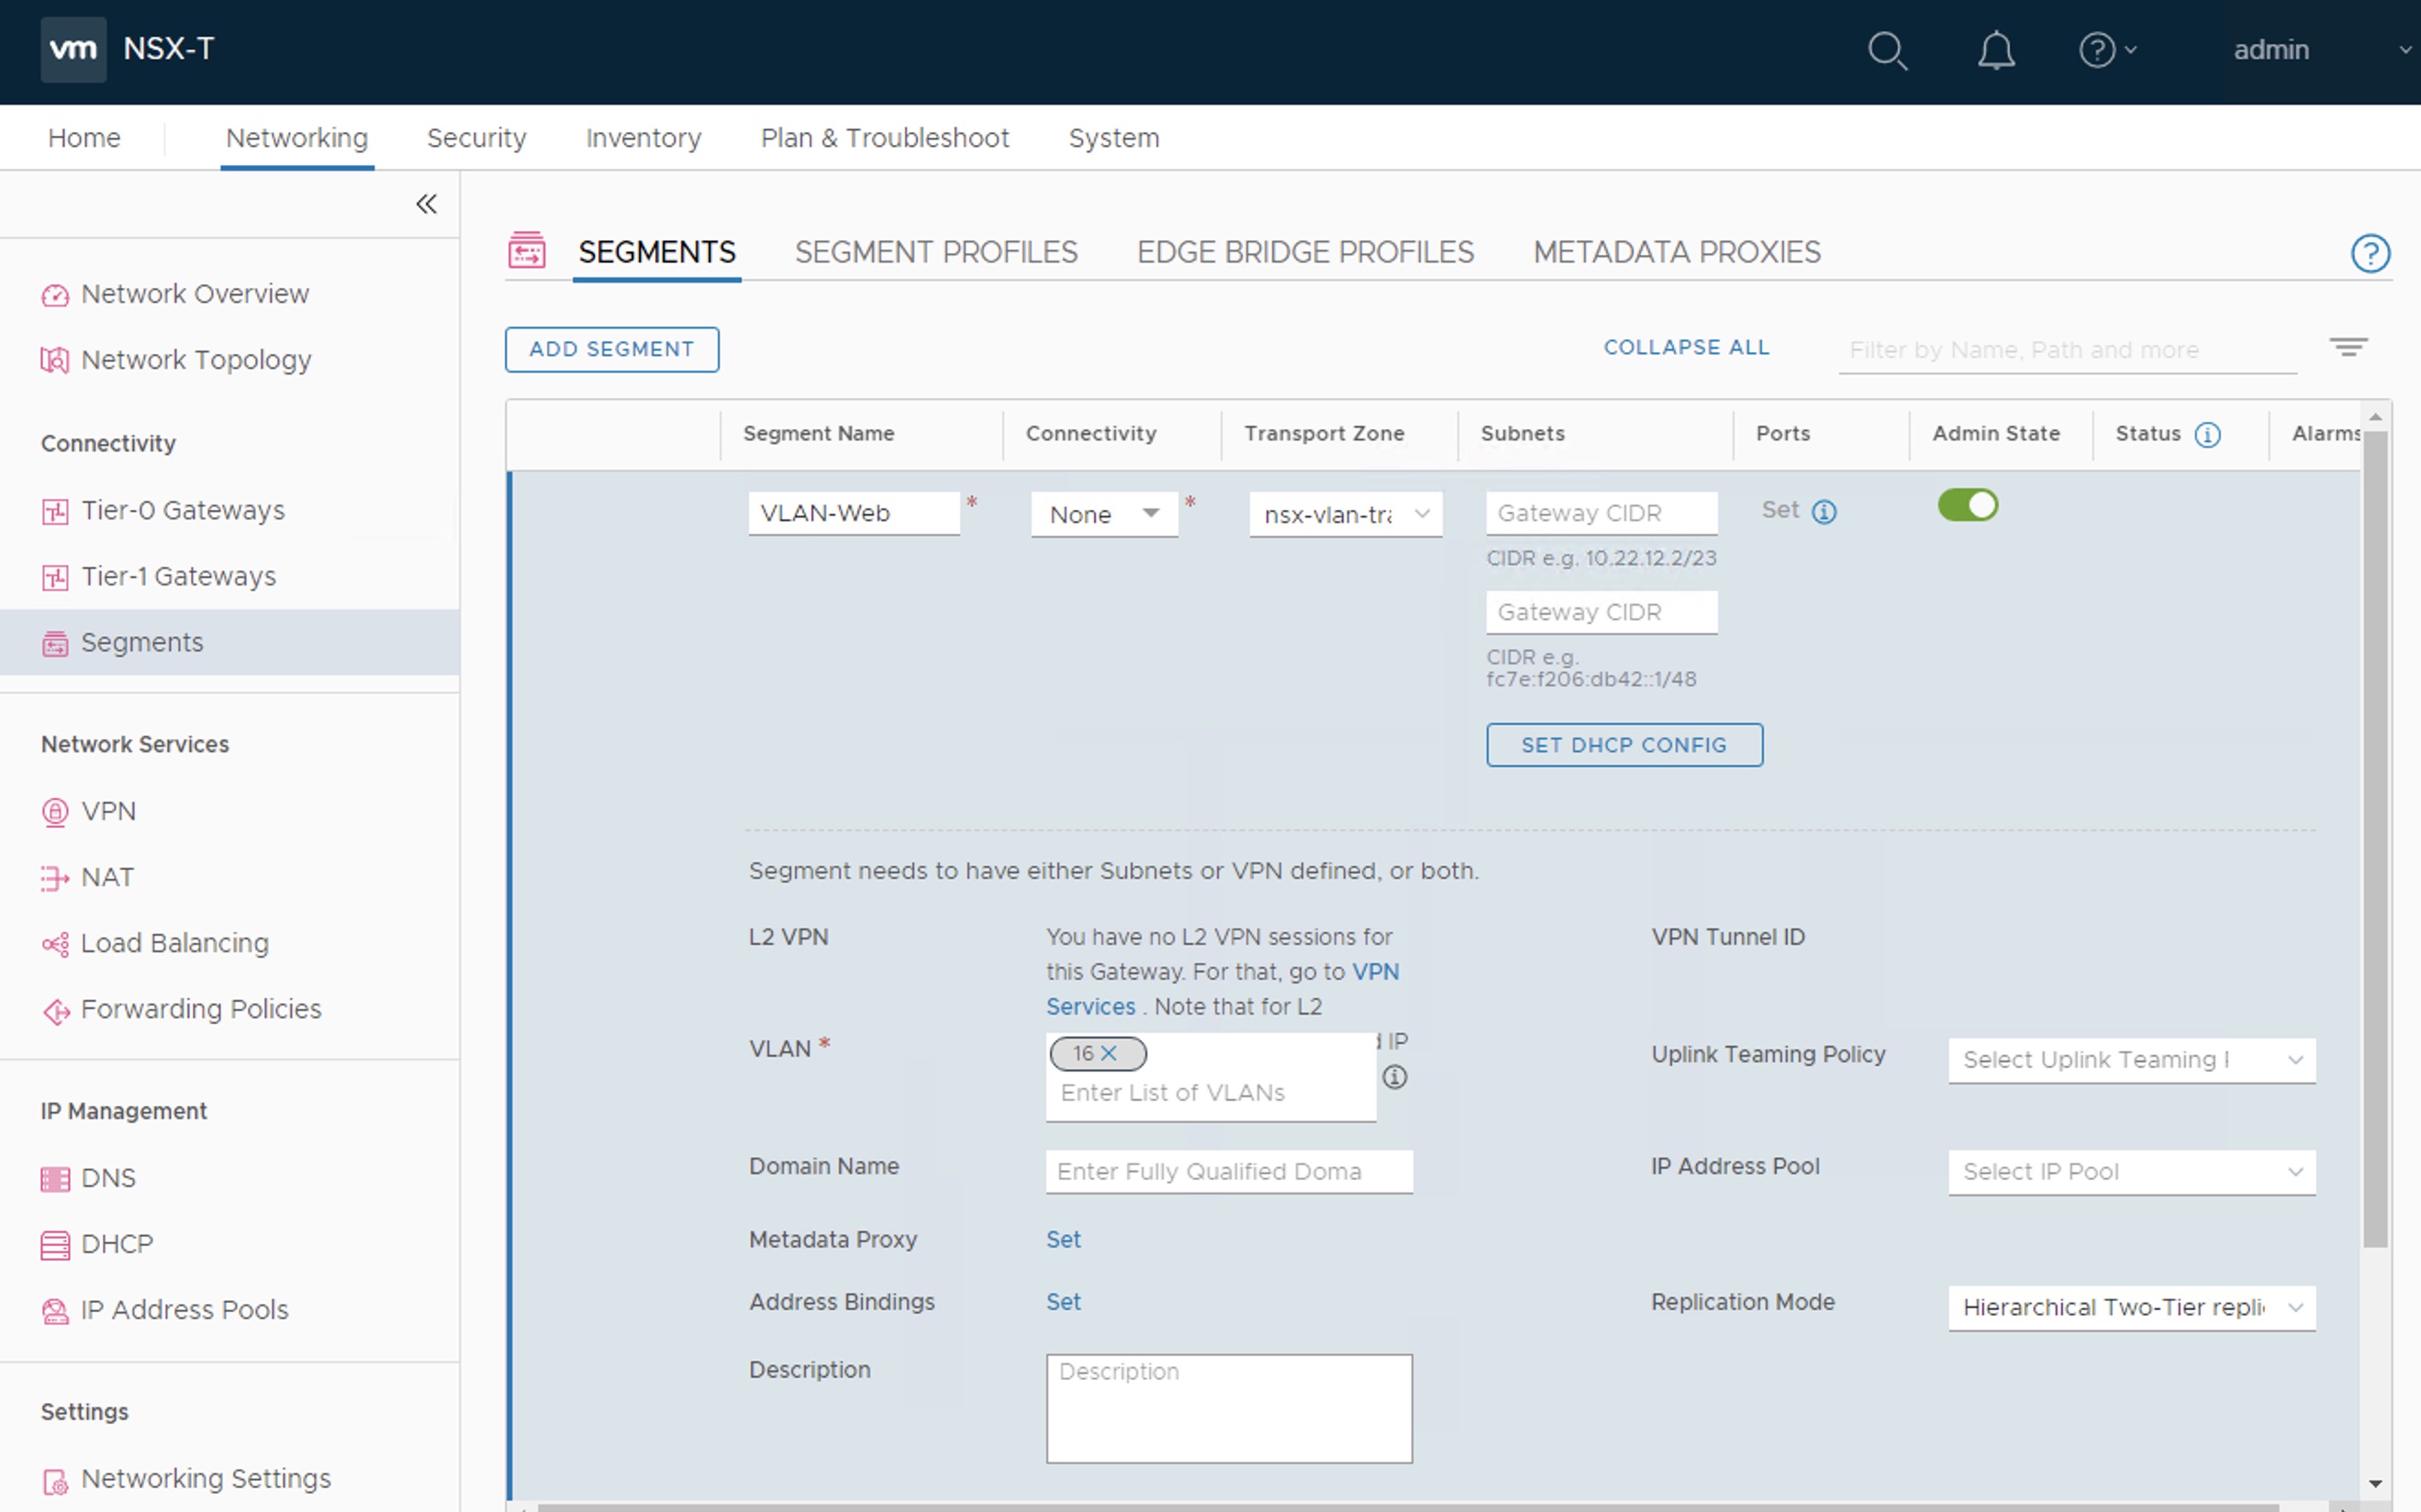 vm NSX-T
admin
Home Networking Security Inventory Plan & Troubleshoot System
Network Overview
Network Topology
Connectivity
Tier-0 Gateways
Tier-1 Gateways
Segments
Network Services
VPN
NAT
Load Balancing
Forwarding Policies
IP Management
DNS
DHCP
IP Address Pools
Settings
Networking Settings
SEGMENTS SEGMENT PROFILES EDGE BRIDGE PROFILES METADATA PROXIES
ADD SEGMENT COLLAPSE ALL Filter by Name, Path and more
Segment Name Connectivity Transport Zone Subnets Ports Admin State Status Alarms
VLAN-Web * None * nsx-vlan-tra Gateway CIDR Set
CIDR e.g. 10.22.12.2/23
Gateway CIDR
CIDR e.g.
fc7e:f206:db42::1/48
SET DHCP CONFIG
Segment needs to have either Subnets or VPN defined, or both.
L2 VPN You have no L2 VPN sessions for VPN Tunnel ID
this Gateway. For that, go to VPN
Services . Note that for L2
VLAN * 16 IP Uplink Teaming Policy Select Uplink Teaming
Enter List of VLANs
Domain Name Enter Fully Qualified Doma IP Address Pool Select IP Pool
Metadata Proxy Set
Address Bindings Set Replication Mode Hierarchical Two-Tier repli
Description Description